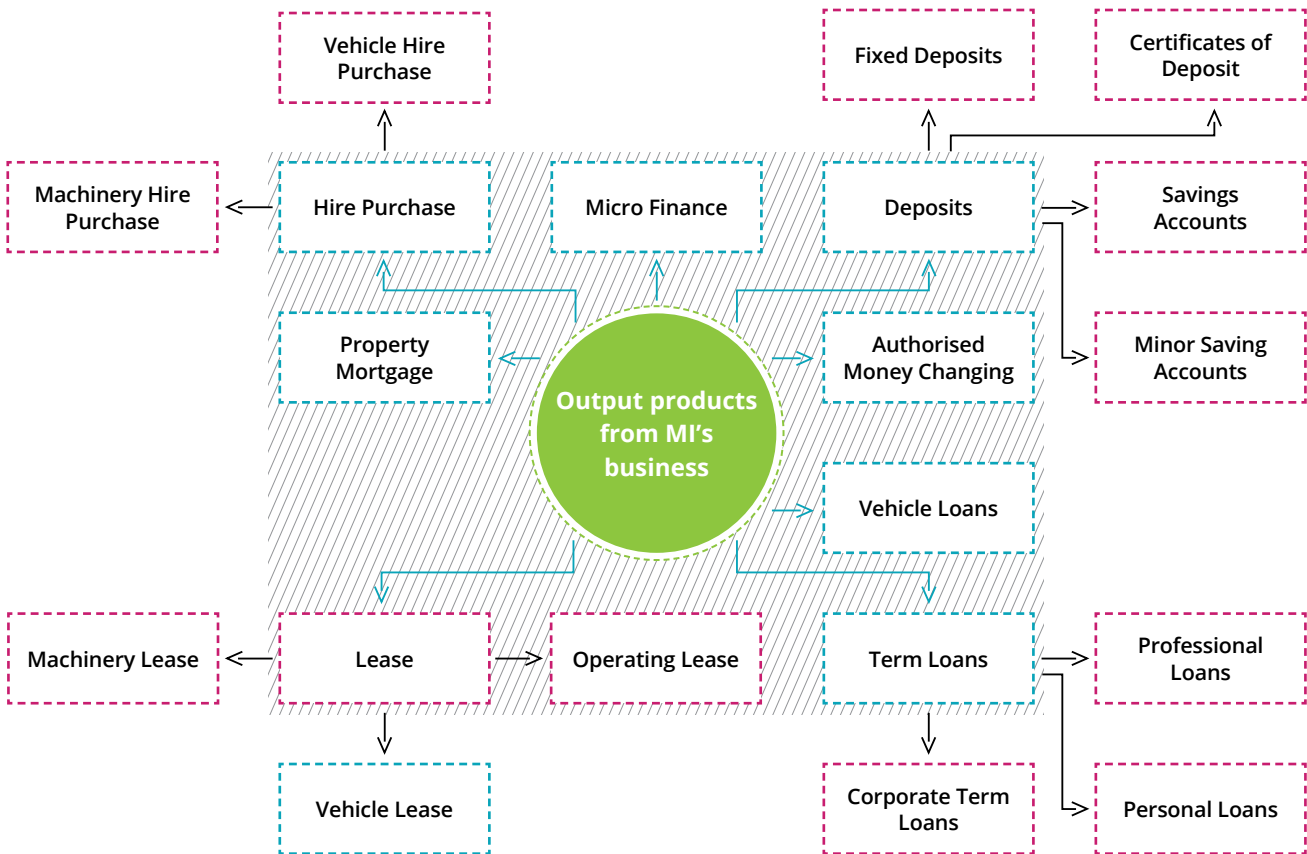 Vehicle Hire
Purchase
Fixed Deposits
Certificates of
Deposit
Machinery Hire
Purchase
Hire Purchase
Micro Finance
Deposits
Savings
Accounts
Property
Mortgage
Authorised
Money Changing
Minor Saving
Accounts
Output products
from MI’s
business
Vehicle Loans
Machinery Lease
Lease
Operating Lease
Term Loans
Professional
Loans
Vehicle Lease
Corporate Term
Loans
Personal Loans